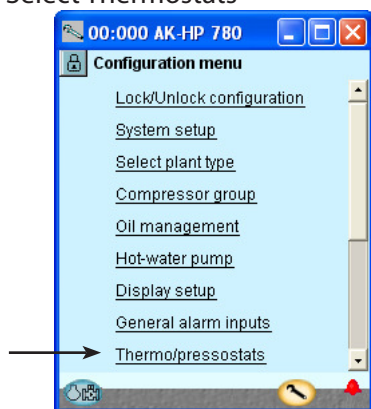 Select Thermostats
00:000 AK-HP 780
Configuration menu
Lock/Unlock configuration
System setup
Select plant type
Compressor group
Oil management
Hot-water pump
Display setup
General alarm inputs
Thermo/pressostats